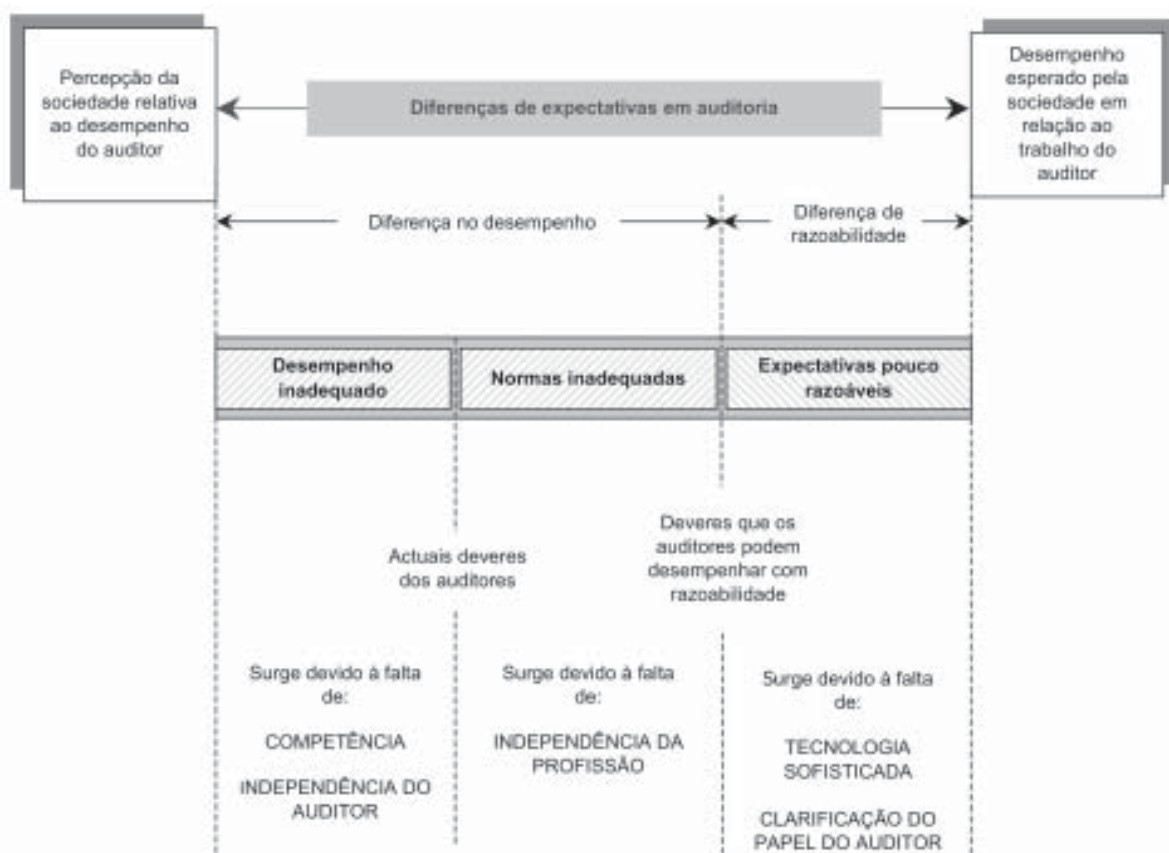 Percepção da
sociedade relativa
ao desempenho
do auditor
Diferenças de expectativas em auditoria
Desempenho
esperado pela
sociedade em
relação ao
trabalho do
auditor
Diferença no desempenho
Diferença de
razoabilidade
Desempenho
inadequado
Normas inadequadas
Expectativas pouco
razoáveis
Actuais deveres
dos auditores
Deveres que os
auditores podem
desempenhar com
razoabilidade
Surge devido à falta
de:
COMPETÊNCIA
INDEPENDÊNCIA DO
AUDITOR
Surge devido à falta
de:
INDEPENDÊNCIA DA
PROFISSÃO
Surge devido à falta
de:
TECNOLOGIA
SOFISTICADA
CLARIFICAÇÃO DO
PAPEL DO AUDITOR